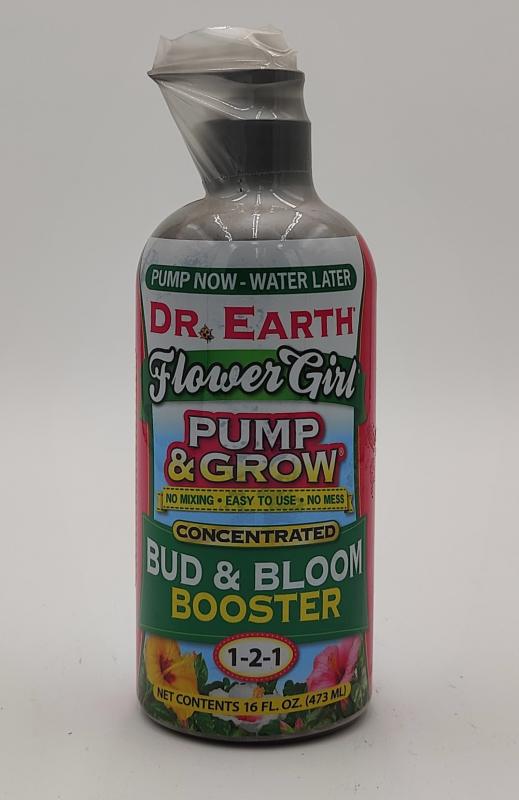 PUMP NOW - WATER LATER
DR. EARTH®
Flower Girl
PUMP
& GROW®
NO MIXING • EASY TO USE • NO MESS
CONCENTRATED
BUD & BLOOM
BOOSTER
1-2-1
NET CONTENTS 16 FL. OZ. (473 ML)